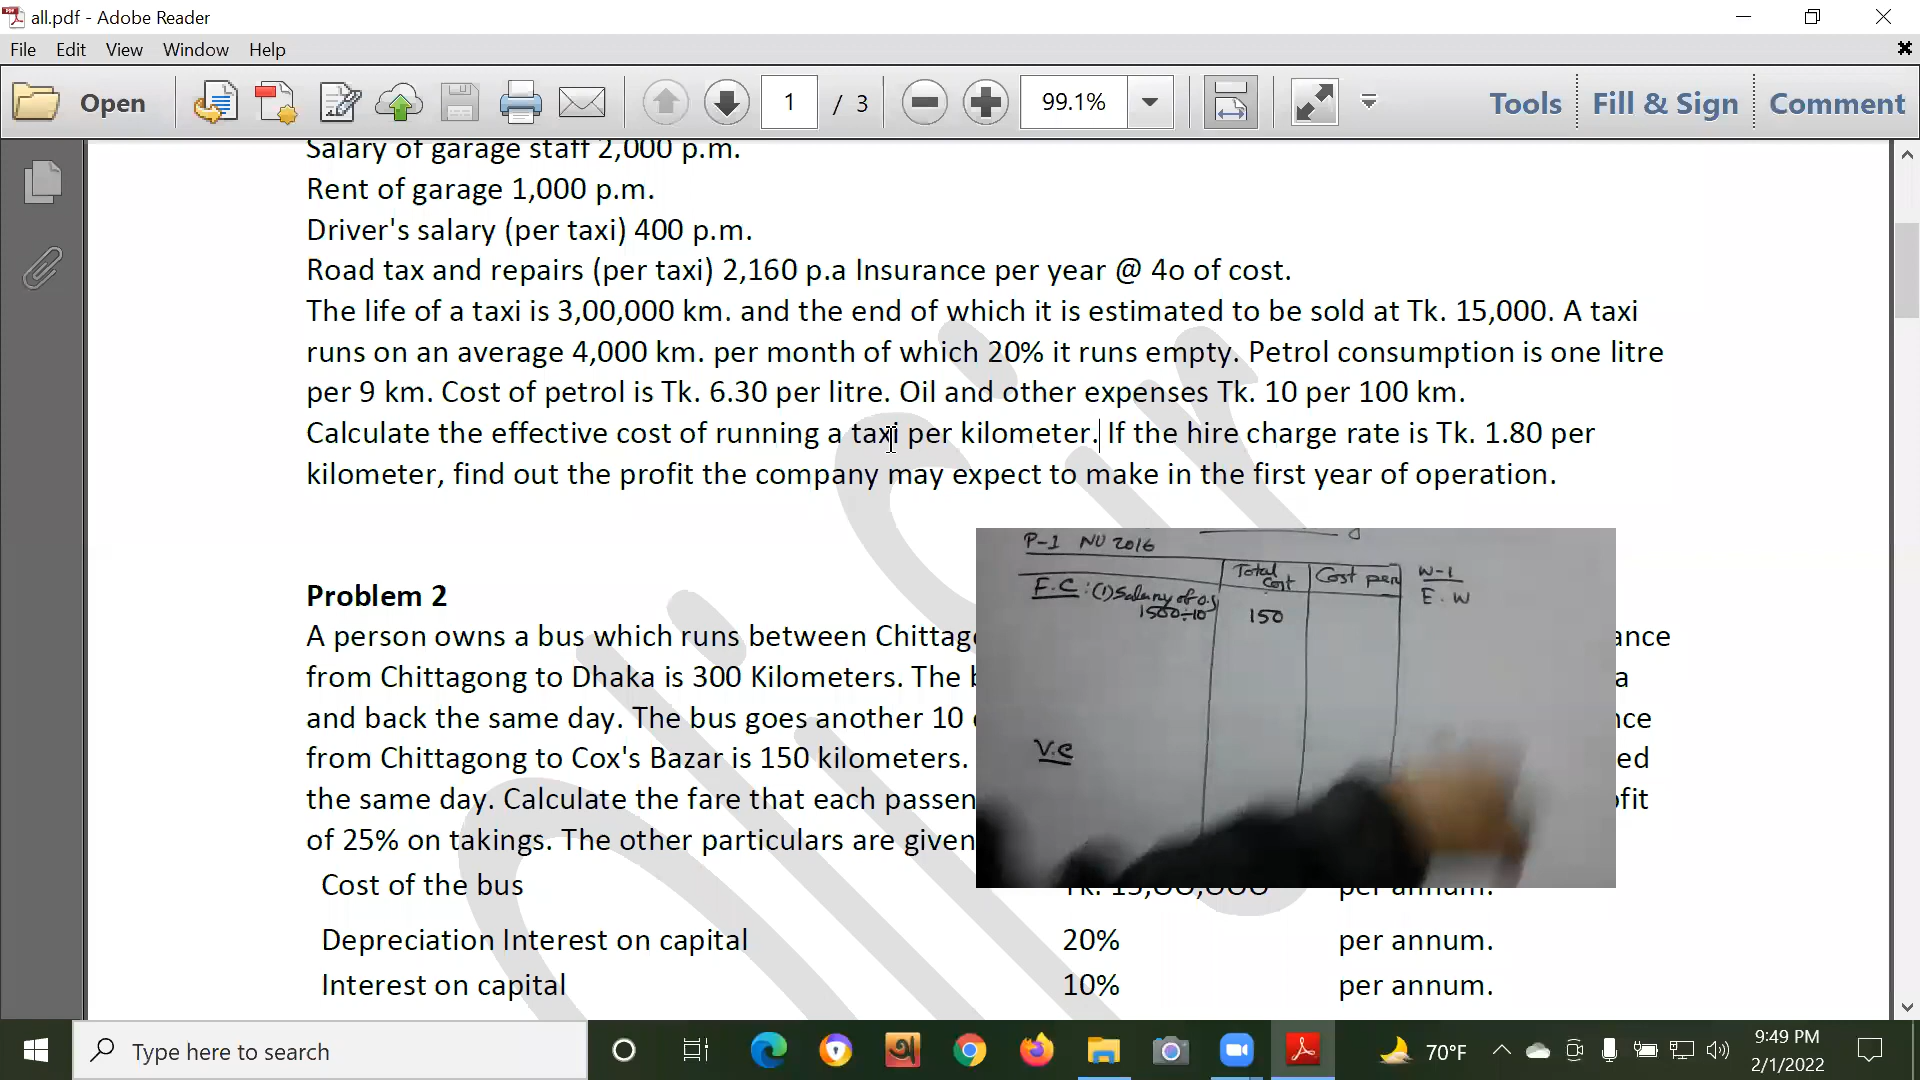 all.pdf - Adobe Reader
File Edit View Window Help
Open 1 / 3 99.1% Tools Fill & Sign Comment
Salary of garage staff 2,000 p.m.
Rent of garage 1,000 p.m.
Driver's salary (per taxi) 400 p.m.
Road tax and repairs (per taxi) 2,160 p.a Insurance per year @ 4o of cost.
The life of a taxi is 3,00,000 km. and the end of which it is estimated to be sold at Tk. 15,000. A taxi
runs on an average 4,000 km. per month of which 20% it runs empty. Petrol consumption is one litre
per 9 km. Cost of petrol is Tk. 6.30 per litre. Oil and other expenses Tk. 10 per 100 km.
Calculate the effective cost of running a taxi per kilometer. If the hire charge rate is Tk. 1.80 per
kilometer, find out the profit the company may expect to make in the first year of operation.
P-1 NU 2016
Total Cost Cost per W-1
F.C : (1) Salary of o.s E. W
1500÷10 150
V.C
Problem 2
A person owns a bus which runs between Chittag ance
from Chittagong to Dhaka is 300 Kilometers. The b a
and back the same day. The bus goes another 10 nce
from Chittagong to Cox's Bazar is 150 kilometers. ed
the same day. Calculate the fare that each passen ofit
of 25% on takings. The other particulars are given
Cost of the bus Tk. 15,00,000 per annum.
Depreciation Interest on capital 20% per annum.
Interest on capital 10% per annum.
Type here to search 70°F 9:49 PM
2/1/2022